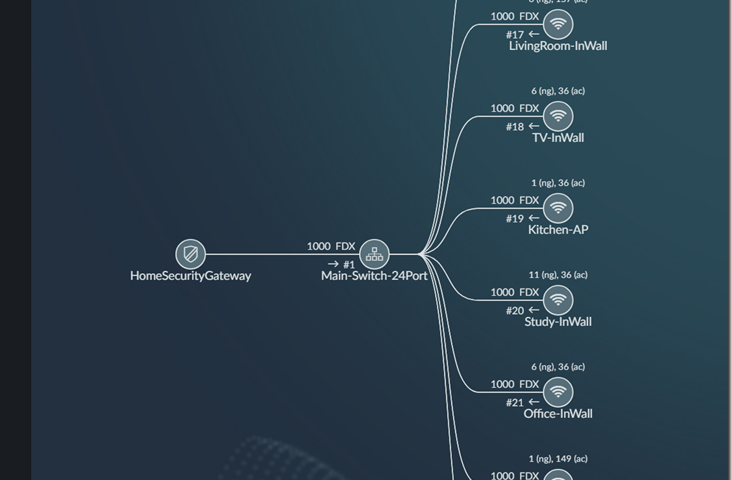 1000 FDX
#17 ←
LivingRoom-InWall
6 (ng), 36 (ac)
1000 FDX
#18 ←
TV-InWall
1 (ng), 36 (ac)
1000 FDX
#19 ←
Kitchen-AP
HomeSecurityGateway
1000 FDX
→ #1
Main-Switch-24Port
11 (ng), 36 (ac)
1000 FDX
#20 ←
Study-InWall
6 (ng), 36 (ac)
1000 FDX
#21 ←
Office-InWall
1 (ng), 149 (ac)
1000 FDX